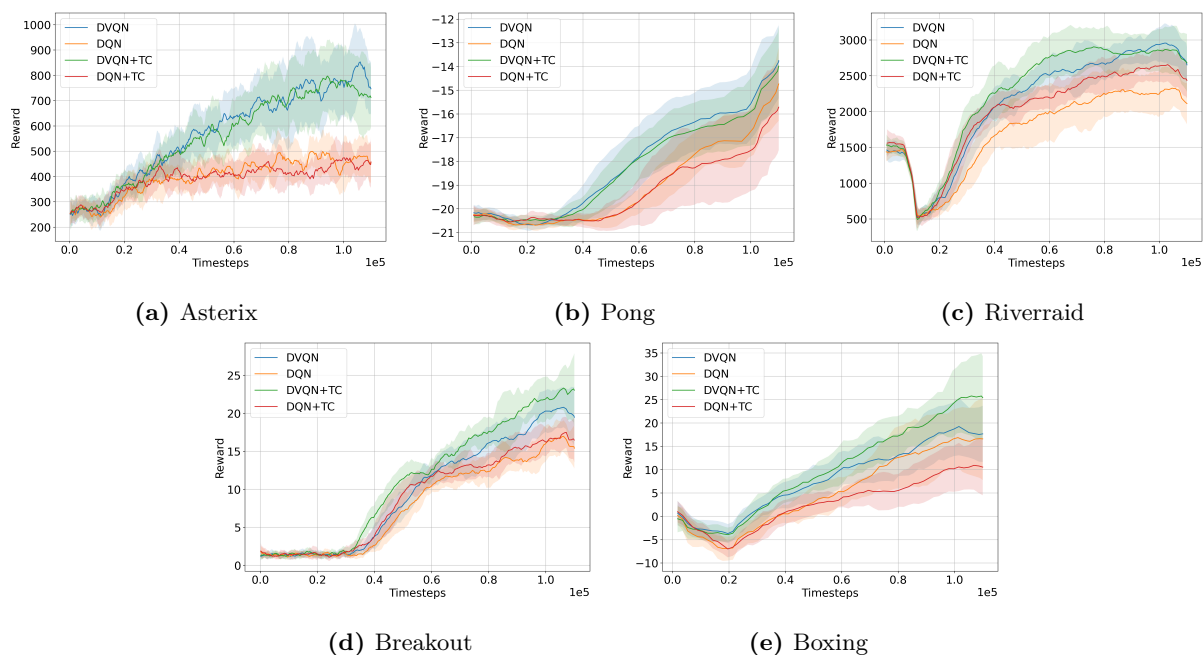 1000
900
800
700
600
500
400
300
200
Reward
DVQN
DQN
DVQN+TC
DQN+TC
0.0 0.2 0.4 0.6 0.8 1.0
Timesteps
1e5
(a) Asterix
−12
−13
−14
−15
−16
−17
−18
−19
−20
−21
Reward
DVQN
DQN
DVQN+TC
DQN+TC
0.0 0.2 0.4 0.6 0.8 1.0
Timesteps
1e5
(b) Pong
3000
2500
2000
1500
1000
500
Reward
DVQN
DQN
DVQN+TC
DQN+TC
0.0 0.2 0.4 0.6 0.8 1.0
Timesteps
1e5
(c) Riverraid
25
20
15
10
5
0
Reward
DVQN
DQN
DVQN+TC
DQN+TC
0.0 0.2 0.4 0.6 0.8 1.0
Timesteps
1e5
(d) Breakout
35
30
25
20
15
10
5
0
−5
−10
Reward
DVQN
DQN
DVQN+TC
DQN+TC
0.0 0.2 0.4 0.6 0.8 1.0
Timesteps
1e5
(e) Boxing